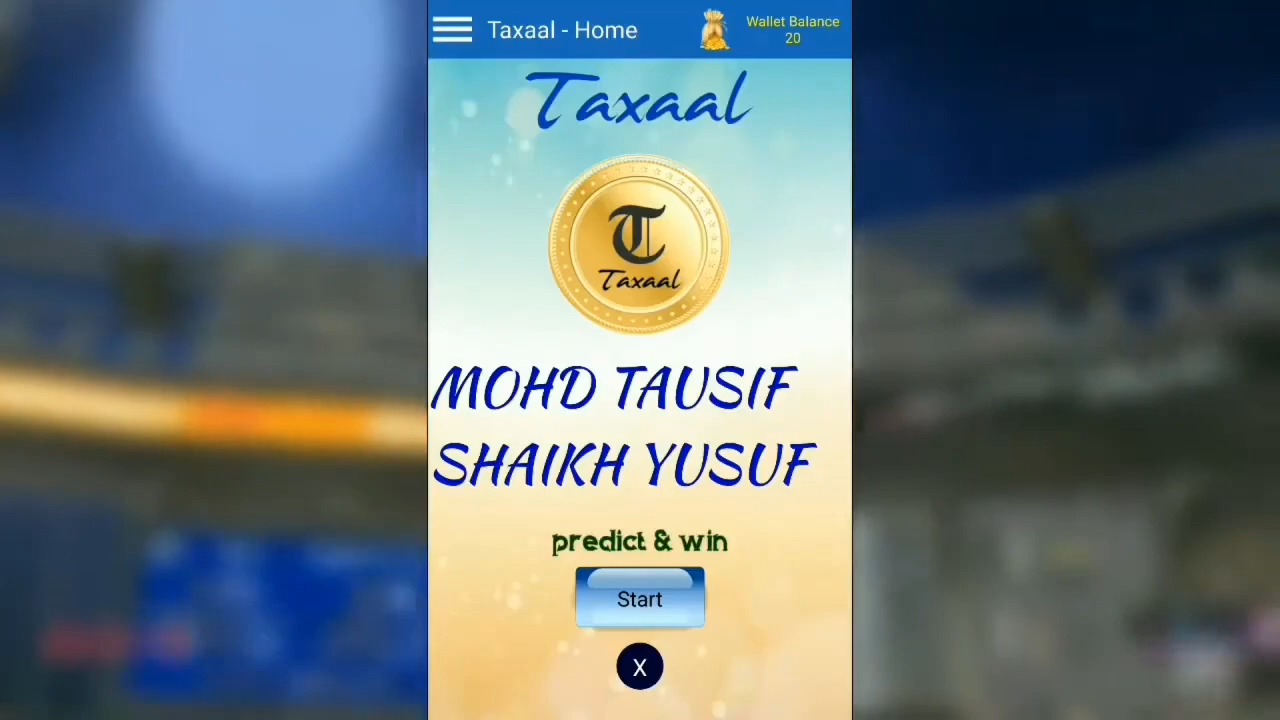 Taxaal - Home
Wallet Balance
20
Taxaal
T
Taxaal
MOHD TAUSIF
SHAIKH YUSUF
predict & win
Start
X